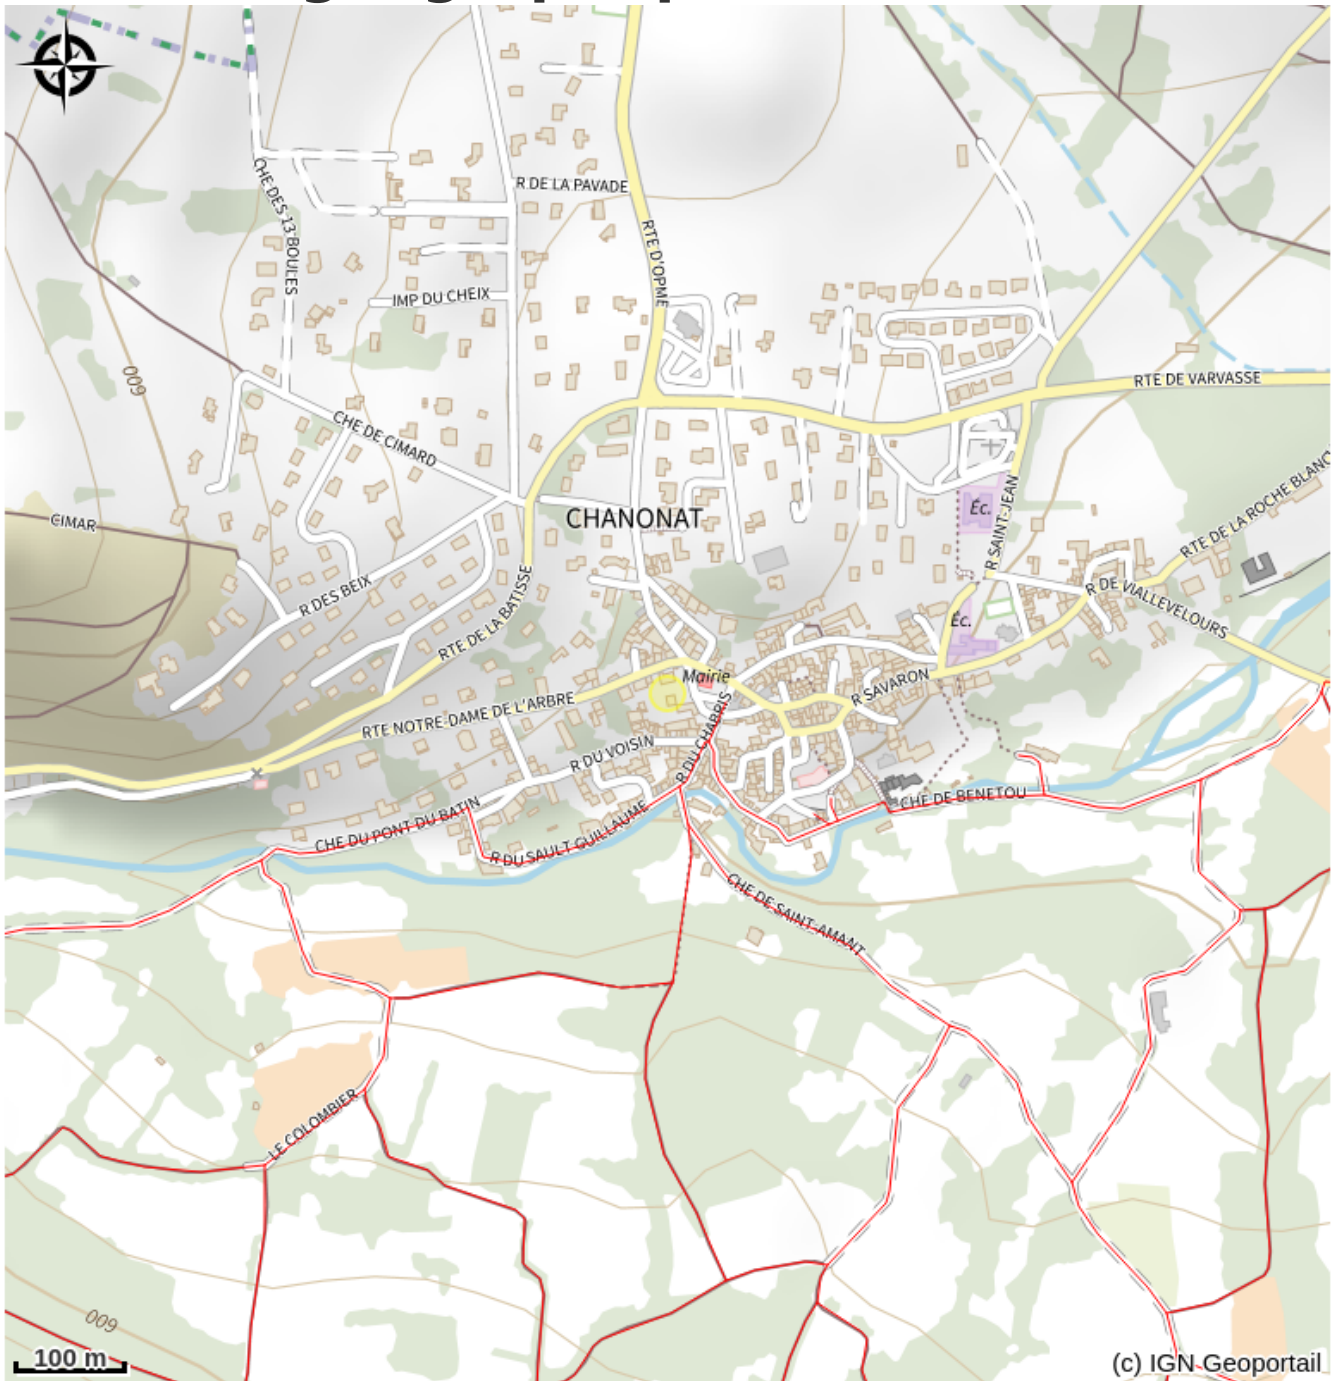 R DE LA PAVADE
CHE DES 13 BOULES
RTE D'OPME
IMP DU CHEIX
600
RTE DE VARVASSE
CHE DE CIMARD
CIMAR
CHANONAT
Éc.
R SAINT-JEAN
RTE DE LA ROCHE BLANC
R DES BEIX
RTE DE LA BATISSE
R DE VIALLEVELOURS
Éc.
Mairie
R SAVARON
RTE NOTRE-DAME DE L'ARBRE
R DU CHABRIS
R DU VOISIN
CHE DE BENETOU
CHE DU PONT DU BATIN
R DU SAULT GUILLAUME
CHE DE SAINT-AMANT
LE COLOMBIER
600
100 m
(c) IGN Geoportail